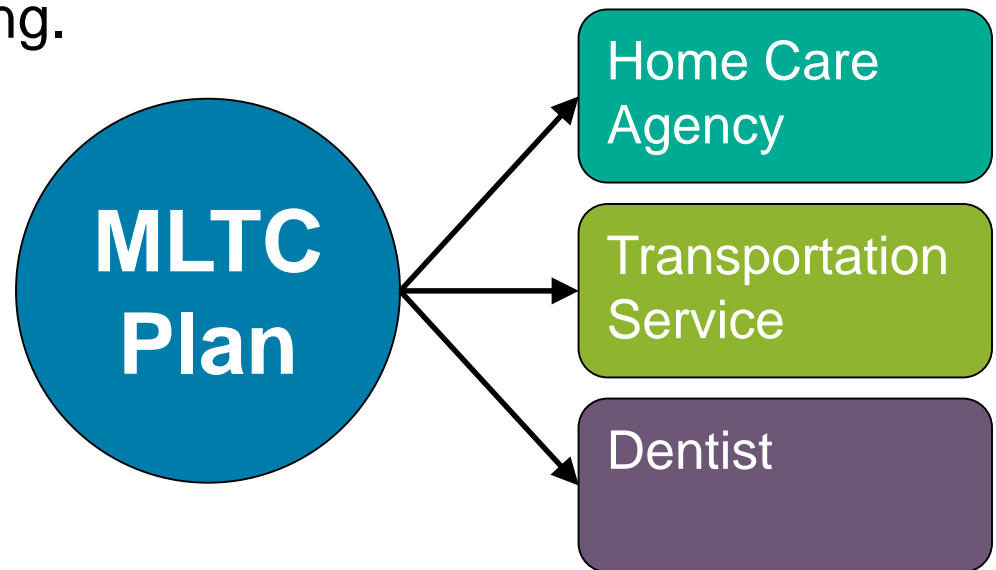 ng.
MLTC
Plan
Home Care
Agency
Transportation
Service
Dentist